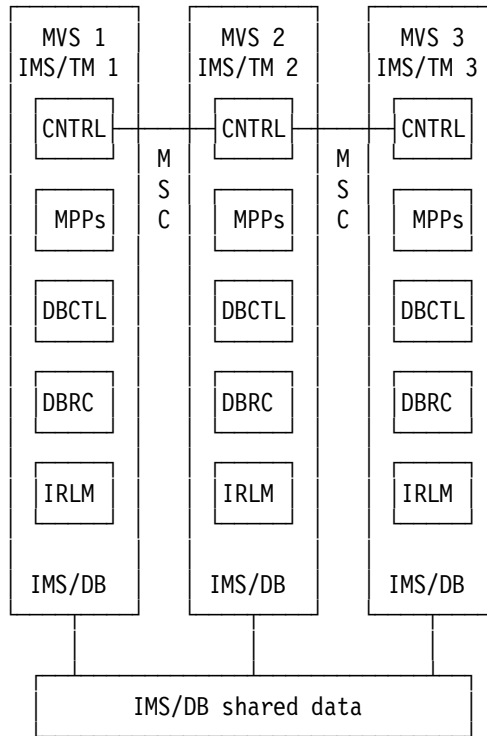 MVS 1 MVS 2 MVS 3
IMS/TM 1 IMS/TM 2 IMS/TM 3
CNTRL CNTRL CNTRL
M M
S S
MPPs C MPPs C MPPs
DBCTL DBCTL DBCTL
DBRC DBRC DBRC
IRLM IRLM IRLM
IMS/DB IMS/DB IMS/DB
IMS/DB shared data